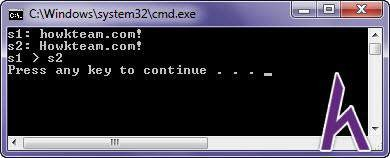 C:\Windows\system32\cmd.exe
s1: howkteam.com!
s2: Howkteam.com!
s1 > s2
Press any key to continue . . . _